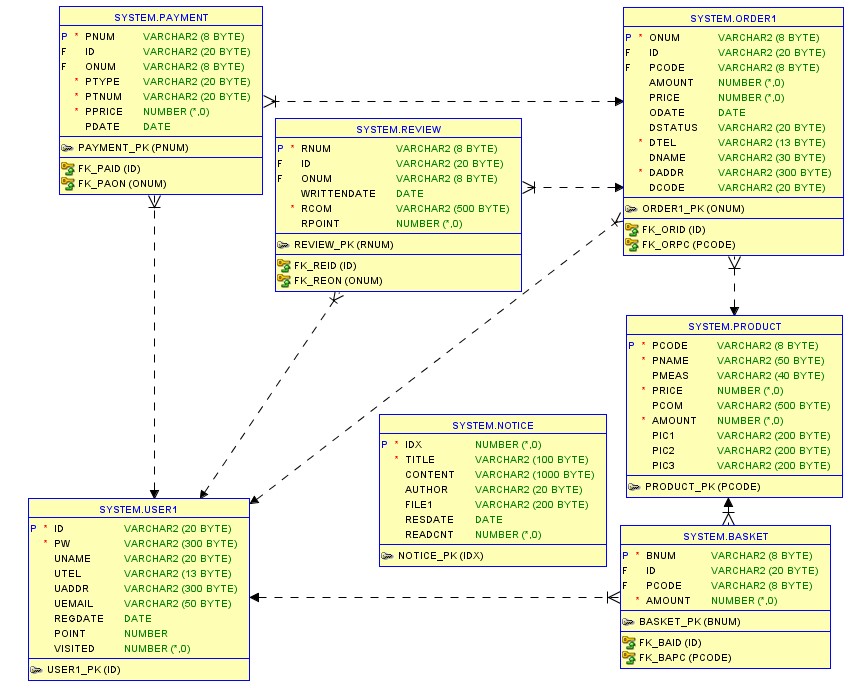 SYSTEM.PAYMENT
P * PNUM VARCHAR2 (8 BYTE)
F ID VARCHAR2 (20 BYTE)
F ONUM VARCHAR2 (8 BYTE)
* PTYPE VARCHAR2 (20 BYTE)
* PTNUM VARCHAR2 (20 BYTE)
* PPRICE NUMBER (*,0)
PDATE DATE
PAYMENT_PK (PNUM)
FK_PAID (ID)
FK_PAON (ONUM)
SYSTEM.ORDER1
P * ONUM VARCHAR2 (8 BYTE)
F ID VARCHAR2 (20 BYTE)
F PCODE VARCHAR2 (8 BYTE)
AMOUNT NUMBER (*,0)
PRICE NUMBER (*,0)
ODATE DATE
DSTATUS VARCHAR2 (20 BYTE)
* DTEL VARCHAR2 (13 BYTE)
DNAME VARCHAR2 (30 BYTE)
* DADDR VARCHAR2 (300 BYTE)
DCODE VARCHAR2 (20 BYTE)
ORDER1_PK (ONUM)
FK_ORID (ID)
FK_ORPC (PCODE)
SYSTEM.REVIEW
P * RNUM VARCHAR2 (8 BYTE)
F ID VARCHAR2 (20 BYTE)
F ONUM VARCHAR2 (8 BYTE)
WRITTENDATE DATE
* RCOM VARCHAR2 (500 BYTE)
RPOINT NUMBER (*,0)
REVIEW_PK (RNUM)
FK_REID (ID)
FK_REON (ONUM)
SYSTEM.PRODUCT
P * PCODE VARCHAR2 (8 BYTE)
* PNAME VARCHAR2 (50 BYTE)
PMEAS VARCHAR2 (40 BYTE)
* PRICE NUMBER (*,0)
PCOM VARCHAR2 (500 BYTE)
* AMOUNT NUMBER (*,0)
PIC1 VARCHAR2 (200 BYTE)
PIC2 VARCHAR2 (200 BYTE)
PIC3 VARCHAR2 (200 BYTE)
PRODUCT_PK (PCODE)
SYSTEM.NOTICE
P * IDX NUMBER (*,0)
* TITLE VARCHAR2 (100 BYTE)
CONTENT VARCHAR2 (1000 BYTE)
AUTHOR VARCHAR2 (20 BYTE)
FILE1 VARCHAR2 (200 BYTE)
RESDATE DATE
READCNT NUMBER (*,0)
NOTICE_PK (IDX)
SYSTEM.USER1
P * ID VARCHAR2 (20 BYTE)
* PW VARCHAR2 (300 BYTE)
UNAME VARCHAR2 (20 BYTE)
UTEL VARCHAR2 (13 BYTE)
UADDR VARCHAR2 (300 BYTE)
UEMAIL VARCHAR2 (50 BYTE)
REGDATE DATE
POINT NUMBER
VISITED NUMBER (*,0)
USER1_PK (ID)
SYSTEM.BASKET
P * BNUM VARCHAR2 (8 BYTE)
F ID VARCHAR2 (20 BYTE)
F PCODE VARCHAR2 (8 BYTE)
* AMOUNT NUMBER (*,0)
BASKET_PK (BNUM)
FK_BAID (ID)
FK_BAPC (PCODE)